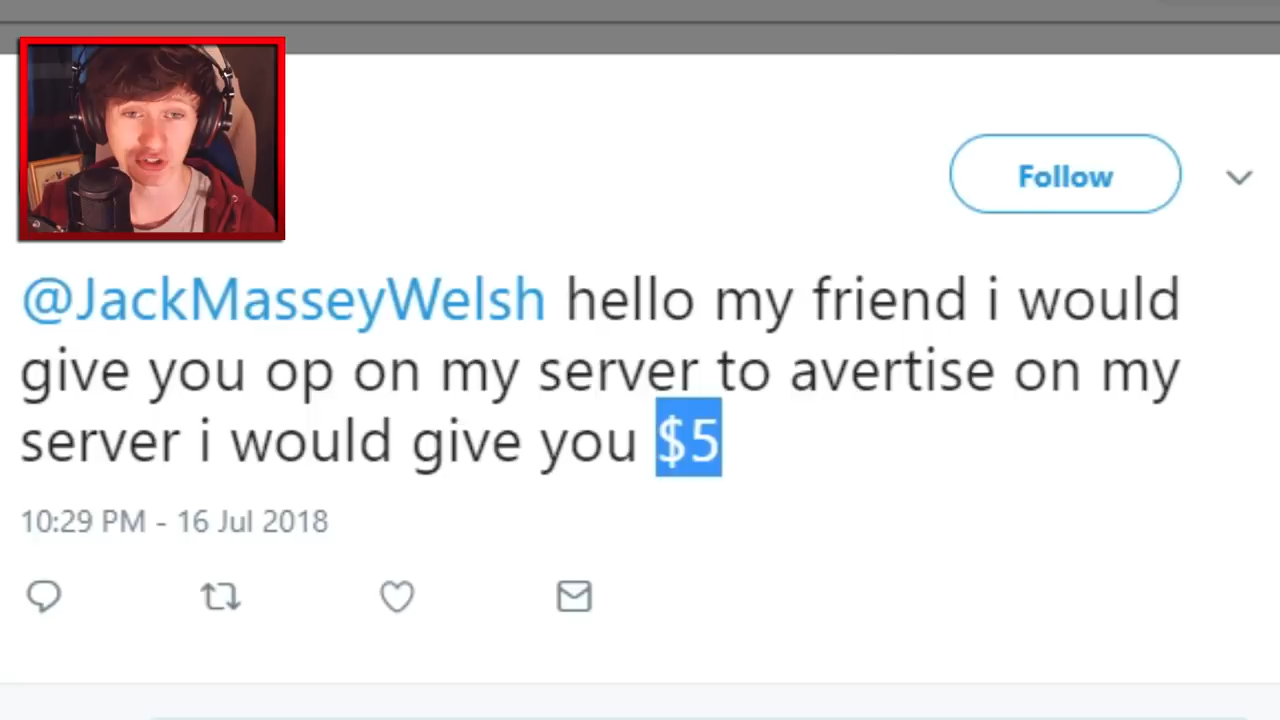 Follow
@JackMasseyWelsh hello my friend i would
give you op on my server to avertise on my
server i would give you $5
10:29 PM - 16 Jul 2018